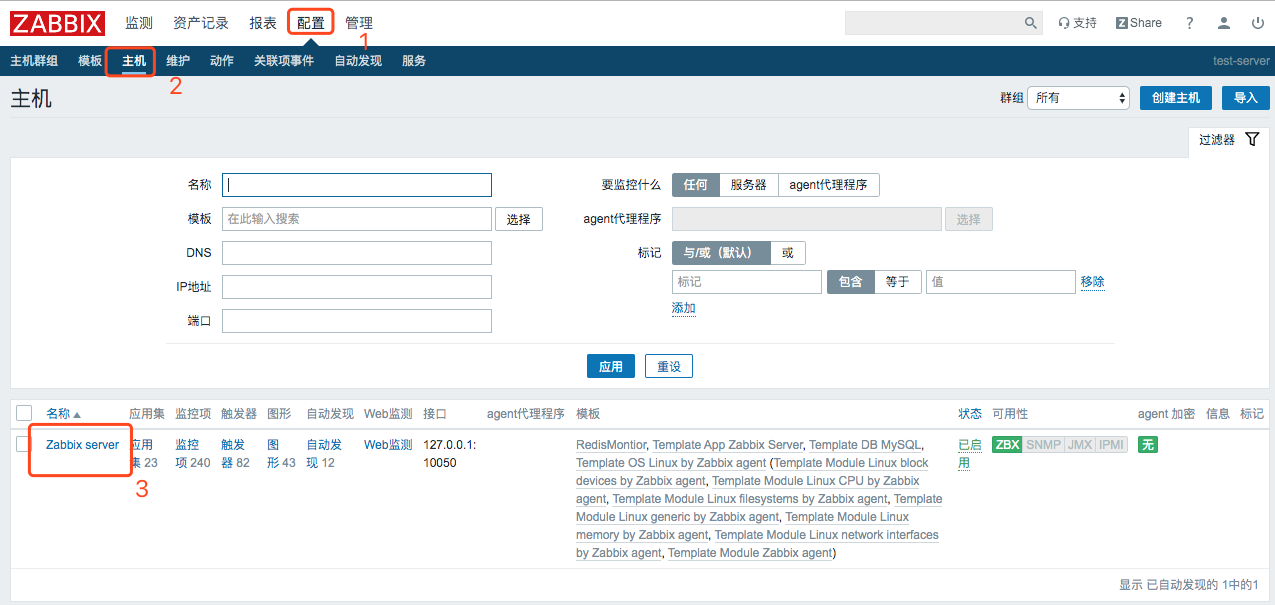 ZABBIX 监测 资产记录 报表 配置 管理 支持 Z Share ?
1
主机群组 模板 主机 维护 动作 关联项事件 自动发现 服务 test-server
2
主机 群组 所有 创建主机 导入
过滤器
名称 要监控什么 任何 服务器 agent代理程序
模板 在此输入搜索 选择 agent代理程序 选择
DNS 标记 与/或（默认） 或
IP地址 标记 包含 等于 值 移除
端口 添加
应用 重设
名称 应用集 监控项 触发器 图形 自动发现 Web监测 接口 agent代理程序 模板 状态 可用性 agent 加密 信息 标记
Zabbix server 应用 监控 触发 图 自动发 Web监测 127.0.0.1: RedisMontior, Template App Zabbix Server, Template DB MySQL, 已启 ZBX SNMP JMX IPMI 无
集 23 项 240 器 82 形 43 现 12 10050 Template OS Linux by Zabbix agent (Template Module Linux block 用
devices by Zabbix agent, Template Module Linux CPU by Zabbix
3
agent, Template Module Linux filesystems by Zabbix agent, Template
Module Linux generic by Zabbix agent, Template Module Linux
memory by Zabbix agent, Template Module Linux network interfaces
by Zabbix agent, Template Module Zabbix agent)
显示 已自动发现的 1中的1